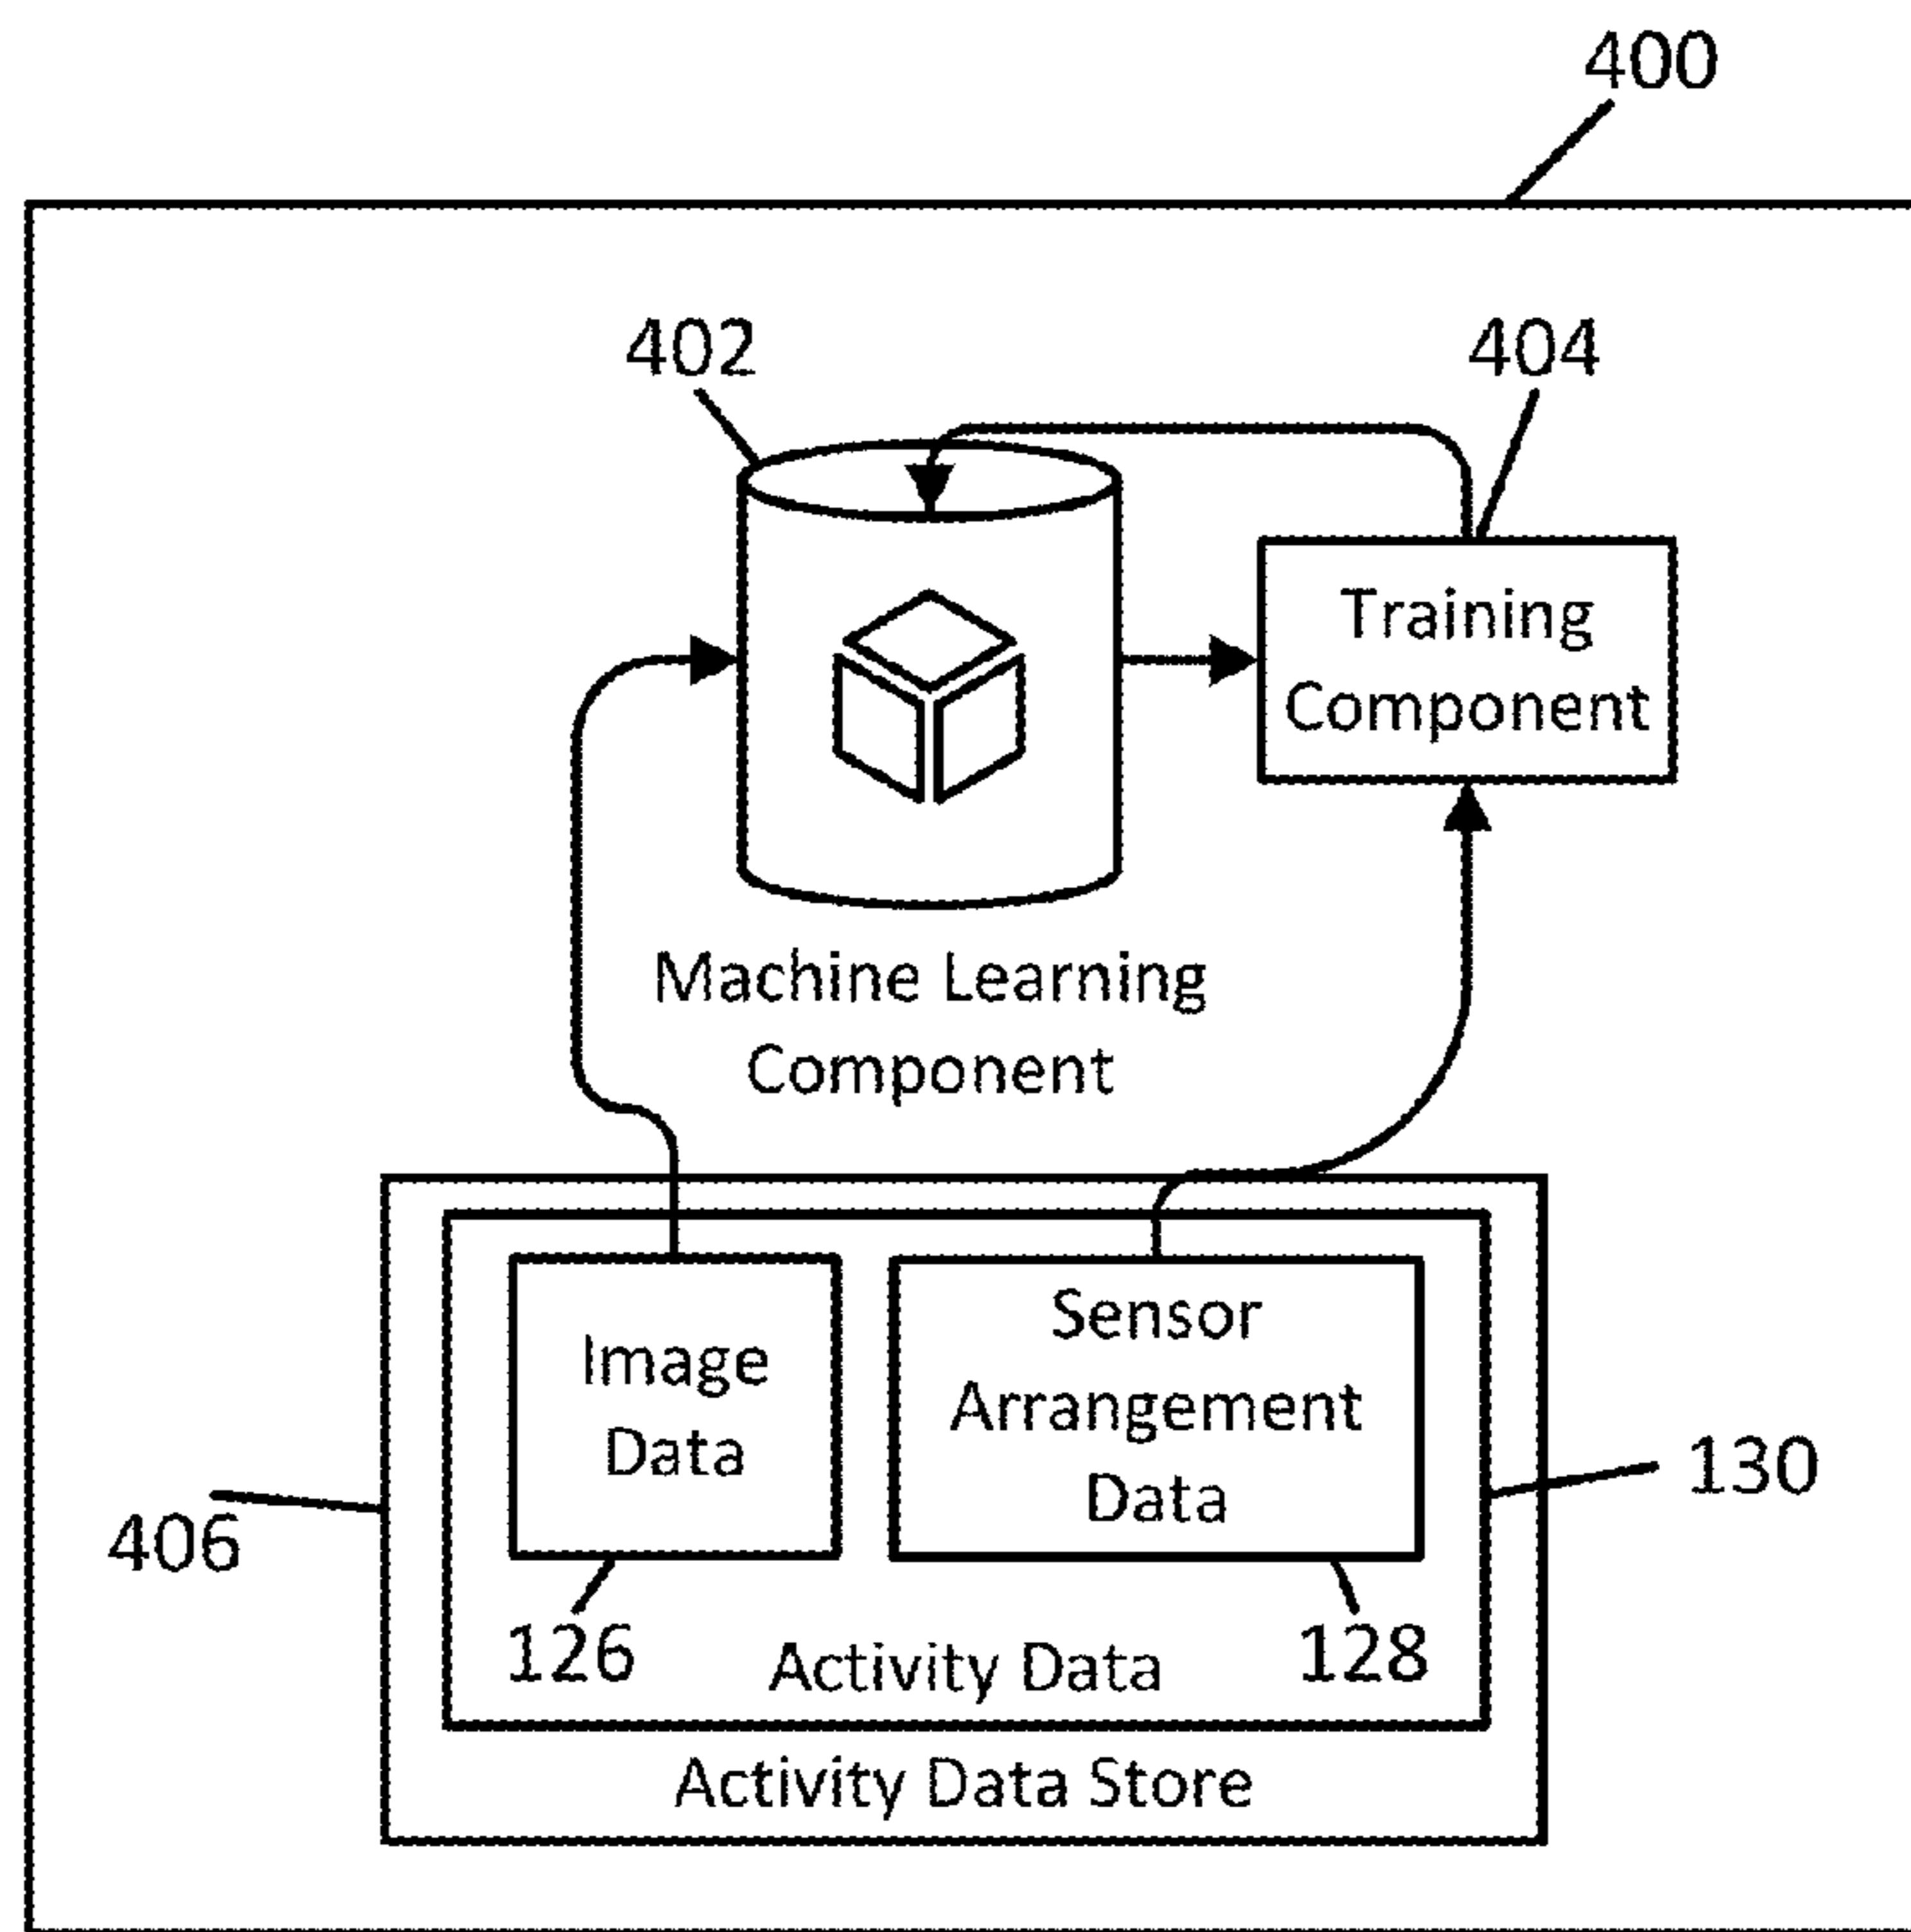 400
402
404
Training
Component
Machine Learning
Component
Image
Data
Sensor
Arrangement
Data
130
406
126
128
Activity Data
Activity Data Store